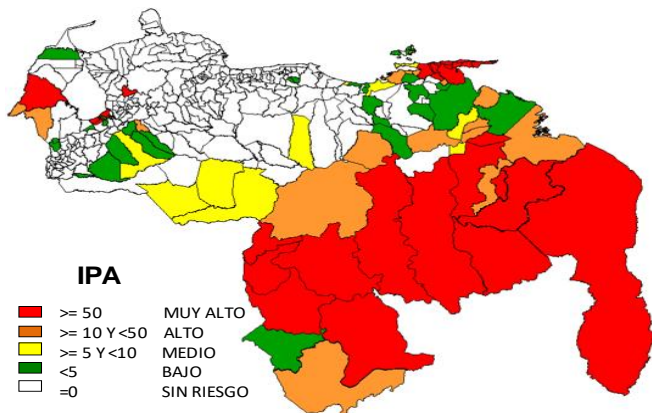 IPA
>= 50 MUY ALTO
>= 10 Y <50 ALTO
>= 5 Y <10 MEDIO
<5 BAJO
=0 SIN RIESGO